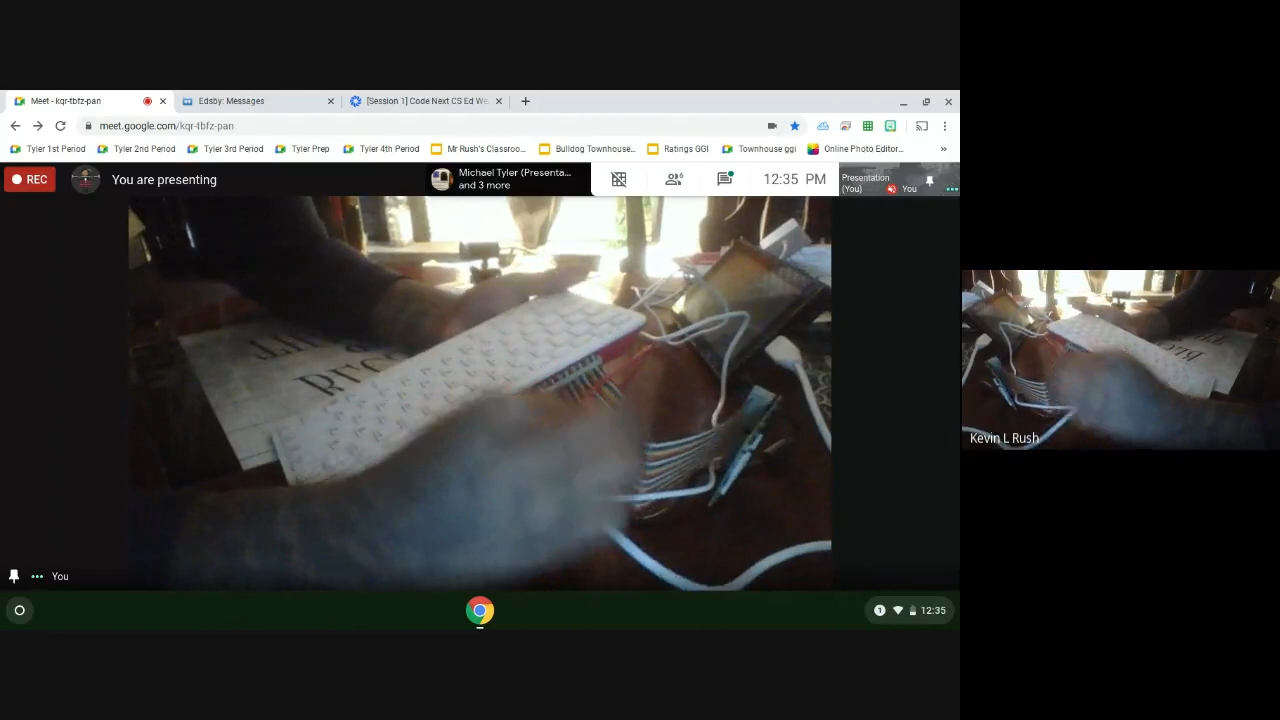 Meet - kqr-tbfz-pan
Edsby: Messages
[Session 1] Code Next CS Ed We
meet.google.com/kqr-tbfz-pan
Tyler 1st Period
Tyler 2nd Period
Tyler 3rd Period
Tyler Prep
Tyler 4th Period
Mr Rush's Classroo...
Bulldog Townhouse...
Ratings GGI
Townhouse ggi
Online Photo Editor...
»
REC
You are presenting
Michael Tyler (Presenta...
and 3 more
6
12:35 PM
Presentation
(You)
You
You
Kevin L Rush
1
12:35